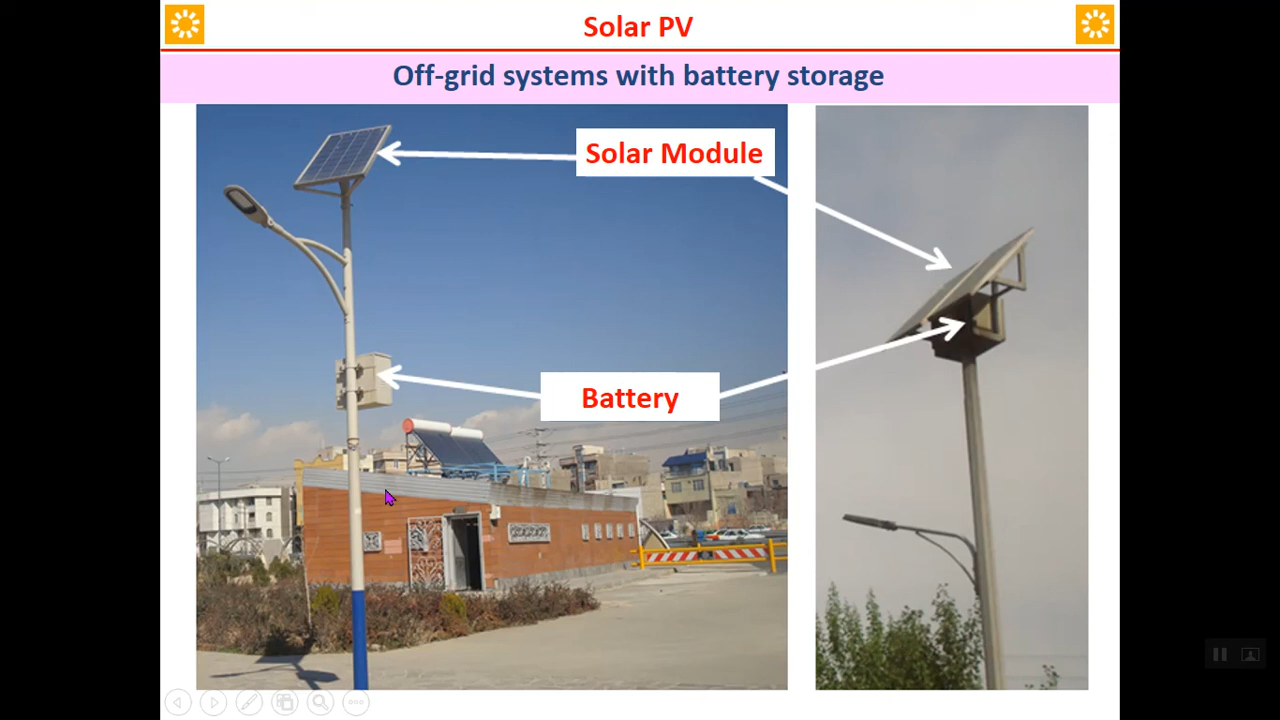 Solar PV
Off-grid systems with battery storage
Solar Module
Battery